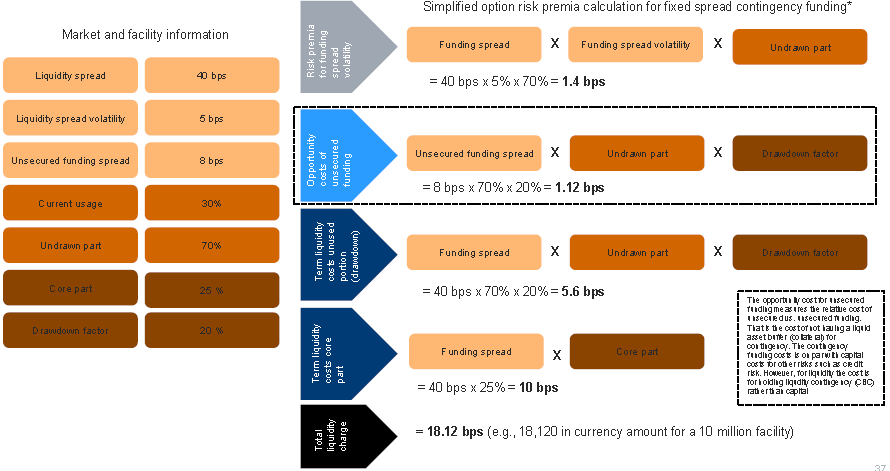 Simplified option risk premia calculation for fixed spread contingency funding*
Market and facility information
Liquidity spread
40 bps
Liquidity spread volatility
5 bps
Unsecured funding spread
8 bps
Current usage
30%
Undrawn part
70%
Core part
25 %
Drawdown factor
20 %
Risk premia
for funding
spread
volatility
Funding spread
X
Funding spread volatility
X
Undrawn part
= 40 bps x 5% x 70% = 1.4 bps
Opportunity
costs of
unsecured
funding
Unsecured funding spread
X
Undrawn part
X
Drawdown factor
= 8 bps x 70% x 20% = 1.12 bps
Term liquidity
costs unused
portion
(drawdown)
Funding spread
X
Undrawn part
X
Drawdown factor
= 40 bps x 70% x 20% = 5.6 bps
Term liquidity
costs core
part
Funding spread
X
Core part
= 40 bps x 25% = 10 bps
The opportunity cost for unsecured
funding measures the relative cost of
unsecured us. unsecured funding.
That is the cost of not having a liquid
asset buffer (collateral) for
contingency. The contingency
funding costs is on par with capital
costs for other risks such as credit
risk. However, for liquidity the cost is
for holding liquidity contingency (CBC)
rather than capital
Total
liquidity
charge
= 18.12 bps (e.g., 18,120 in currency amount for a 10 million facility)
37